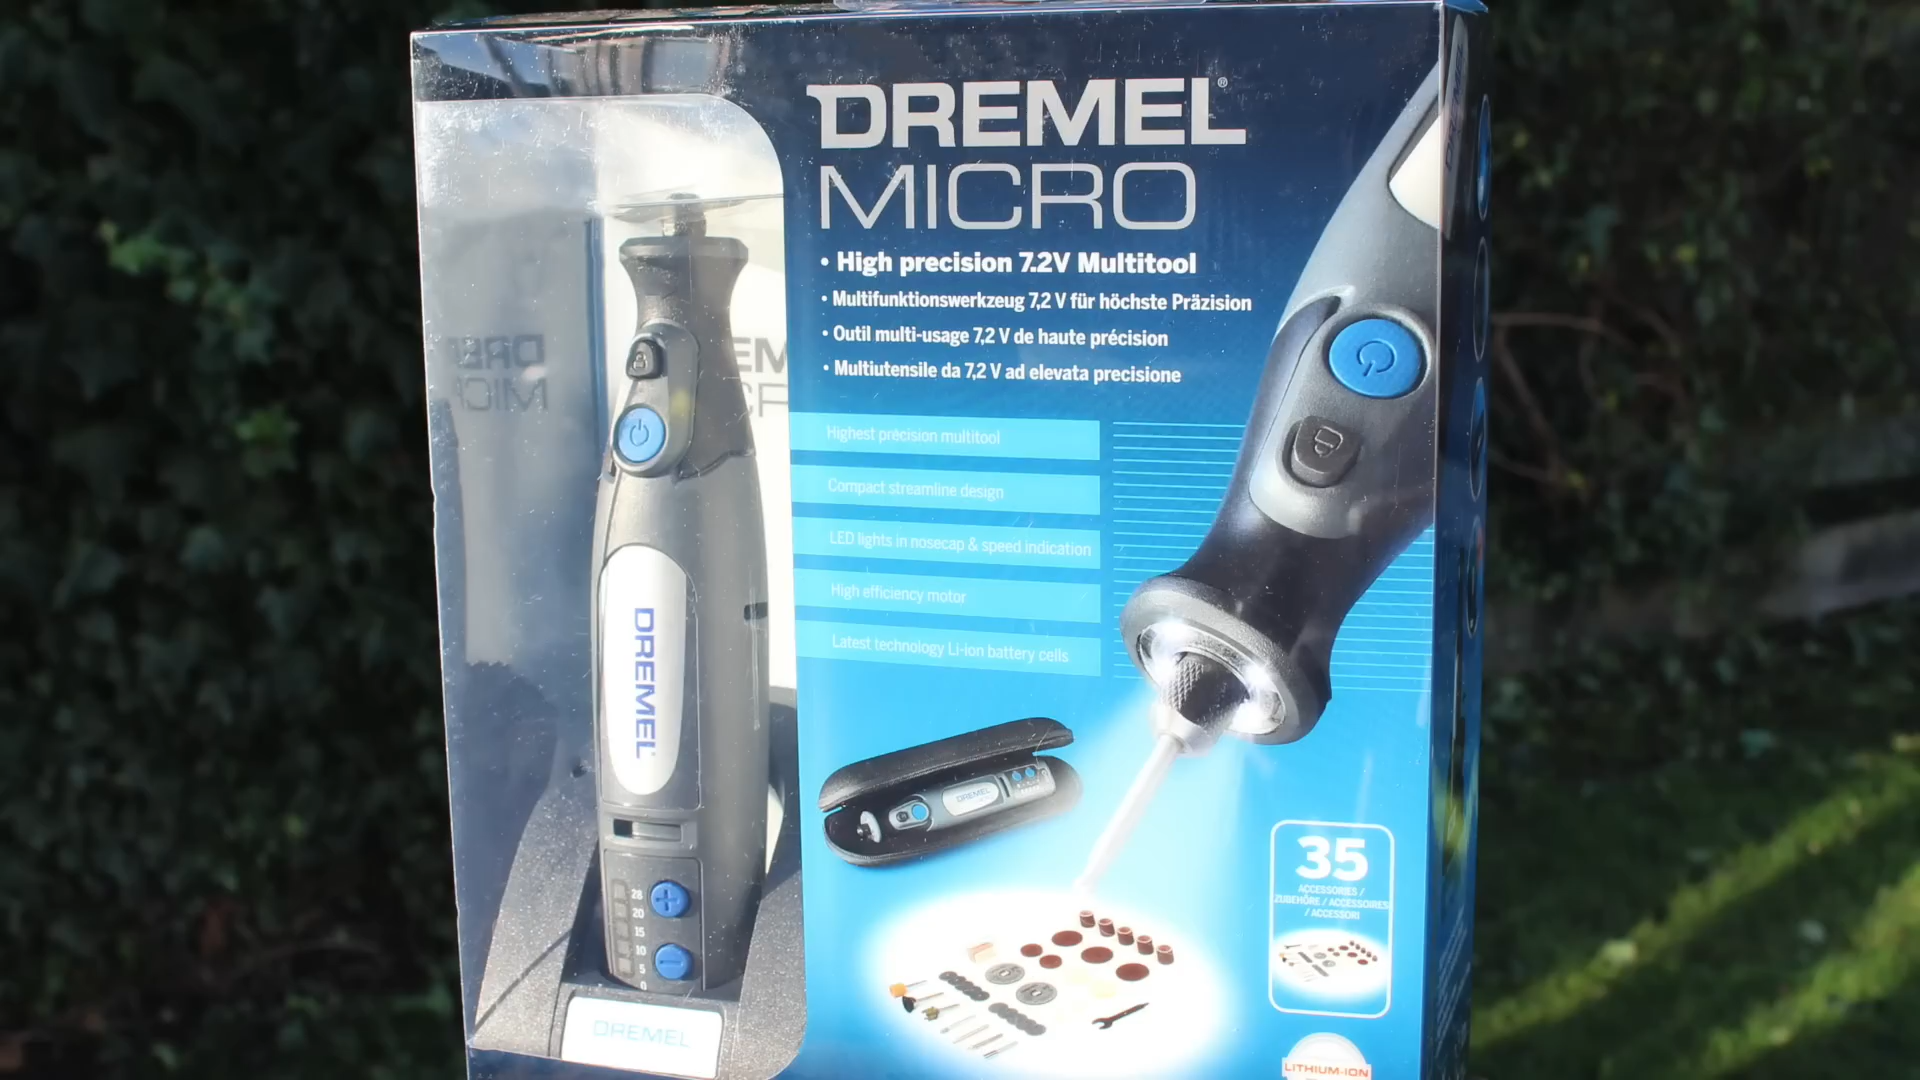 DREMEL®
MICRO
• High precision 7.2V Multitool
• Multifunktionswerkzeug 7,2 V für höchste Präzision
• Outil multi-usage 7,2 V de haute précision
• Multiutensile da 7,2 V ad elevata precisione
Highest precision multitool
Compact streamline design
LED lights in nosecap & speed indication
High efficiency motor
Latest technology Li-ion battery cells
DREMEL
28
20
15
10
5
0
DREMEL
DREMEL
35
ACCESSORIES /
ZUBEHÖRE / ACCESSOIRES
/ ACCESSORI
LITHIUM-ION